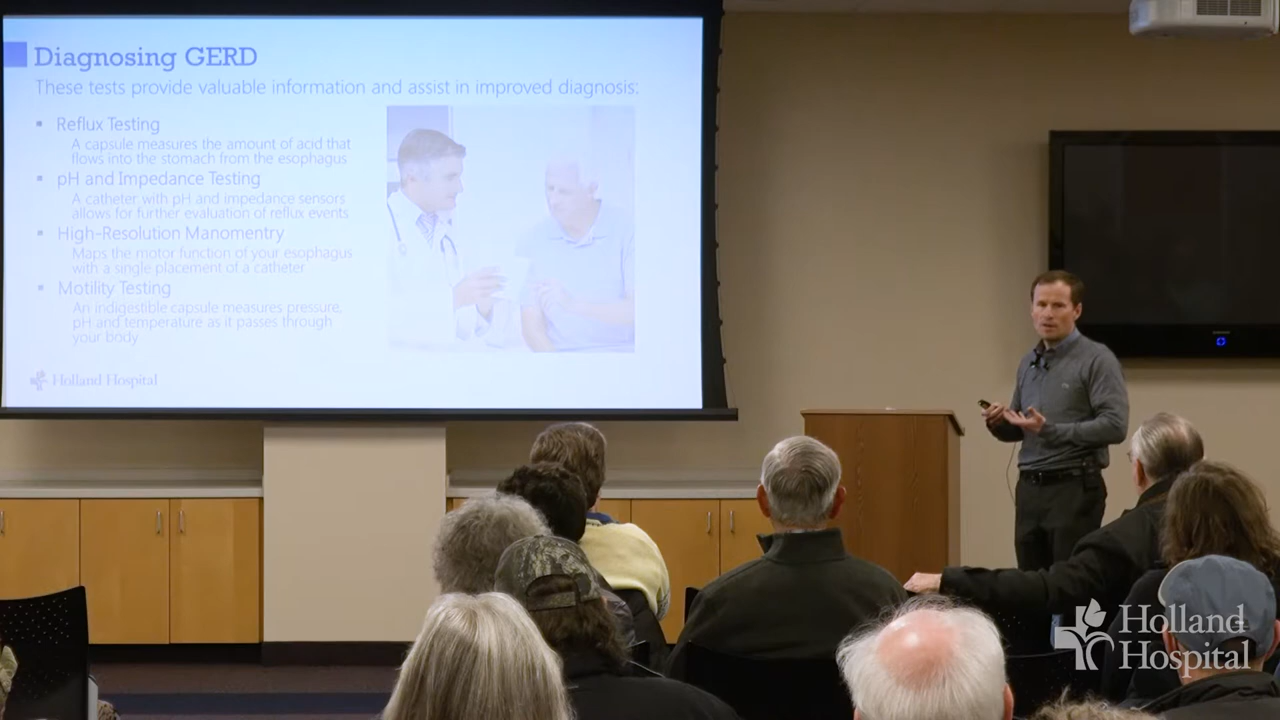 Diagnosing GERD
These tests provide valuable information and assist in improved diagnosis:
Reflux Testing
A capsule measures the amount of acid that
flows into the stomach from the esophagus
pH and Impedance Testing
A catheter with pH and impedance sensors
allows for further evaluation of reflux events
High-Resolution Manomentry
Maps the motor function of your esophagus
with a single placement of a catheter
Motility Testing
An indigestible capsule measures pressure,
pH and temperature as it passes through
your body
Holland Hospital
Holland
Hospital